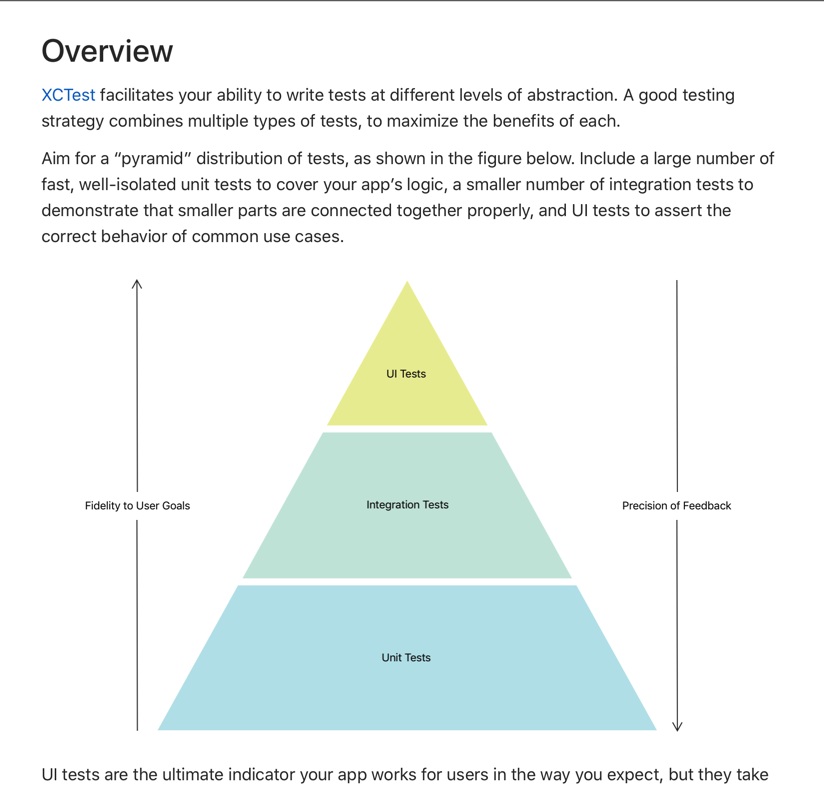 Overview
XCTest facilitates your ability to write tests at different levels of abstraction. A good testing
strategy combines multiple types of tests, to maximize the benefits of each.
Aim for a “pyramid” distribution of tests, as shown in the figure below. Include a large number of
fast, well-isolated unit tests to cover your app’s logic, a smaller number of integration tests to
demonstrate that smaller parts are connected together properly, and UI tests to assert the
correct behavior of common use cases.
UI Tests
Fidelity to User Goals
Integration Tests
Precision of Feedback
Unit Tests
UI tests are the ultimate indicator your app works for users in the way you expect, but they take